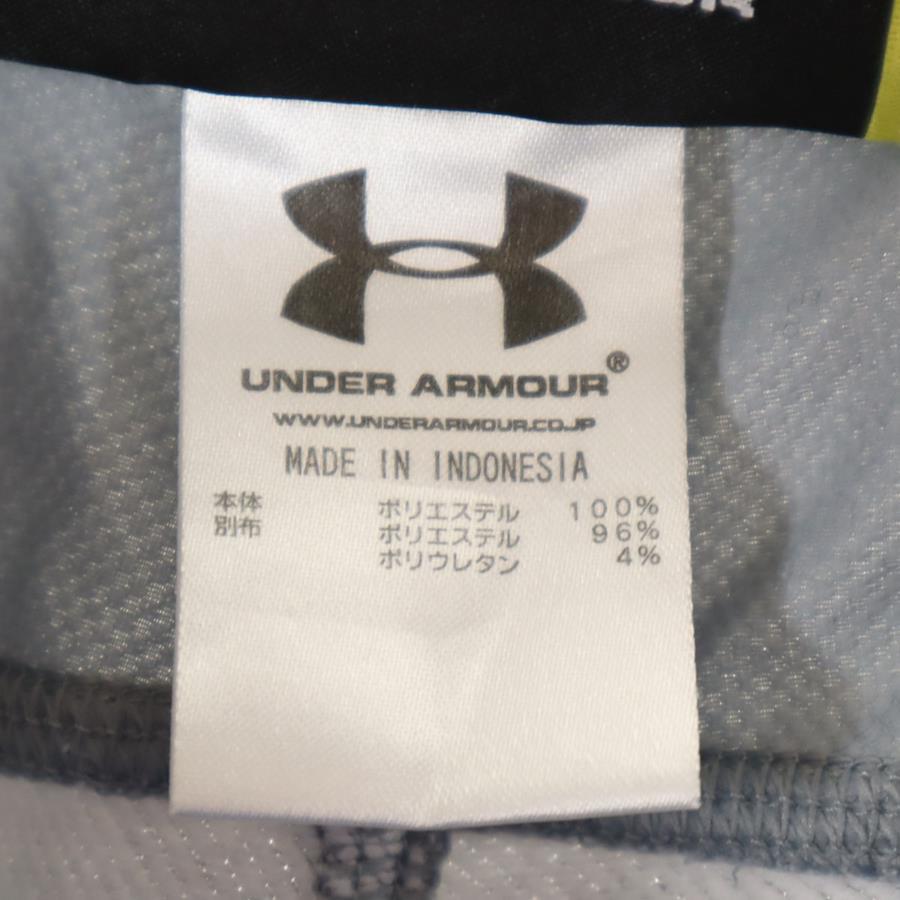 UNDER ARMOUR®
WWW.UNDERARMOUR.CO.JP
MADE IN INDONESIA
本体 ポリエステル 100%
別布 ポリエステル 96%
ポリウレタン 4%